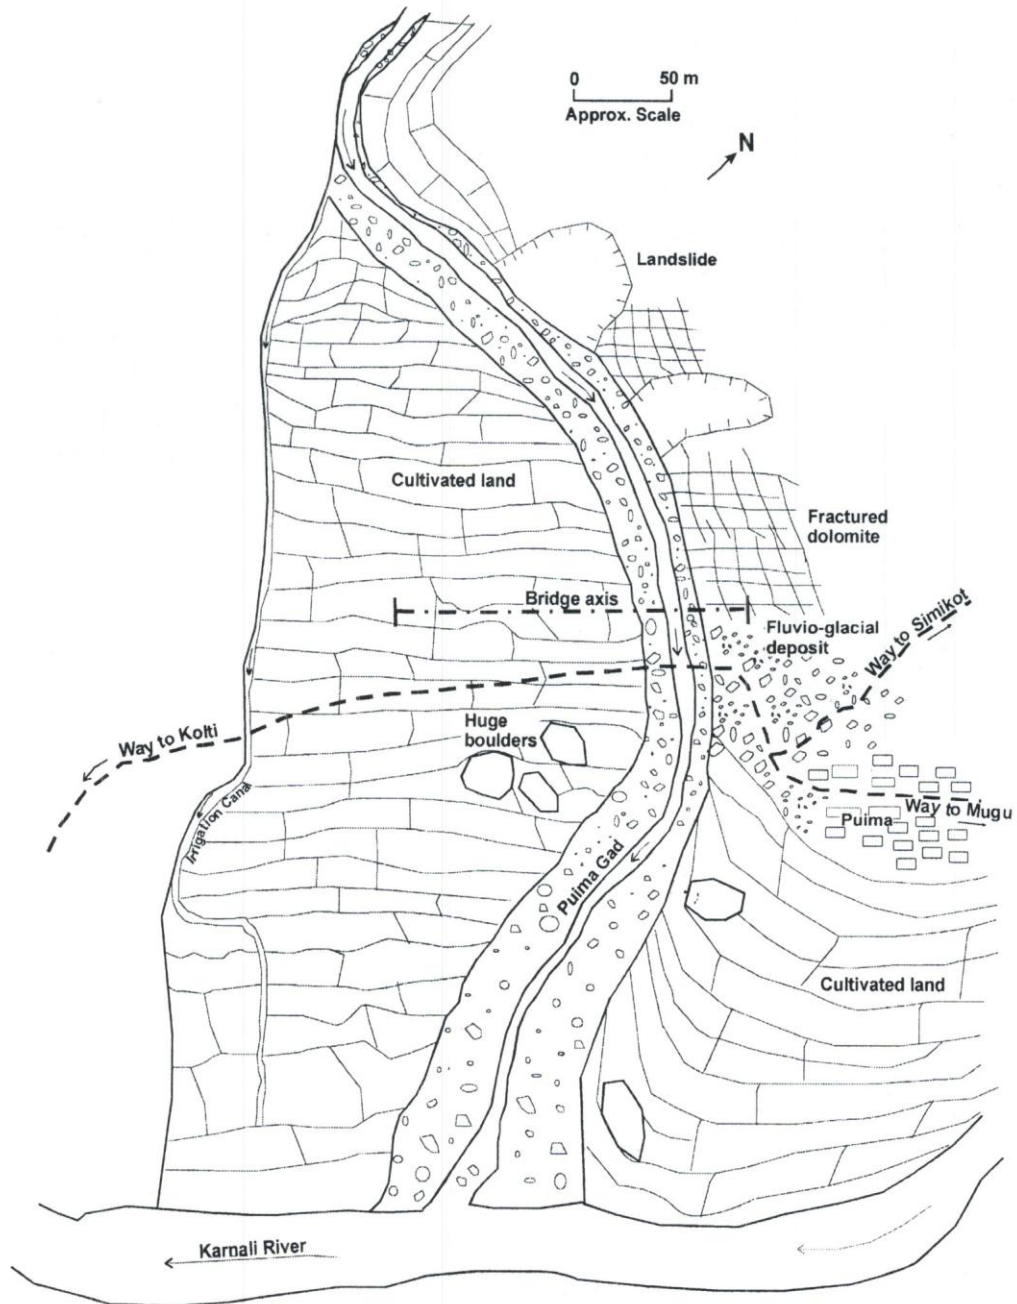 0 50 m
Approx. Scale
N
Landslide
Cultivated land
Fractured
dolomite
Bridge axis
Fluvio-glacial
deposit
Way to Simikot
Way to Kolti
Huge
boulders
Irrigation Canal
Way to Mugu
Puima
Puima Gad
Cultivated land
Karnali River